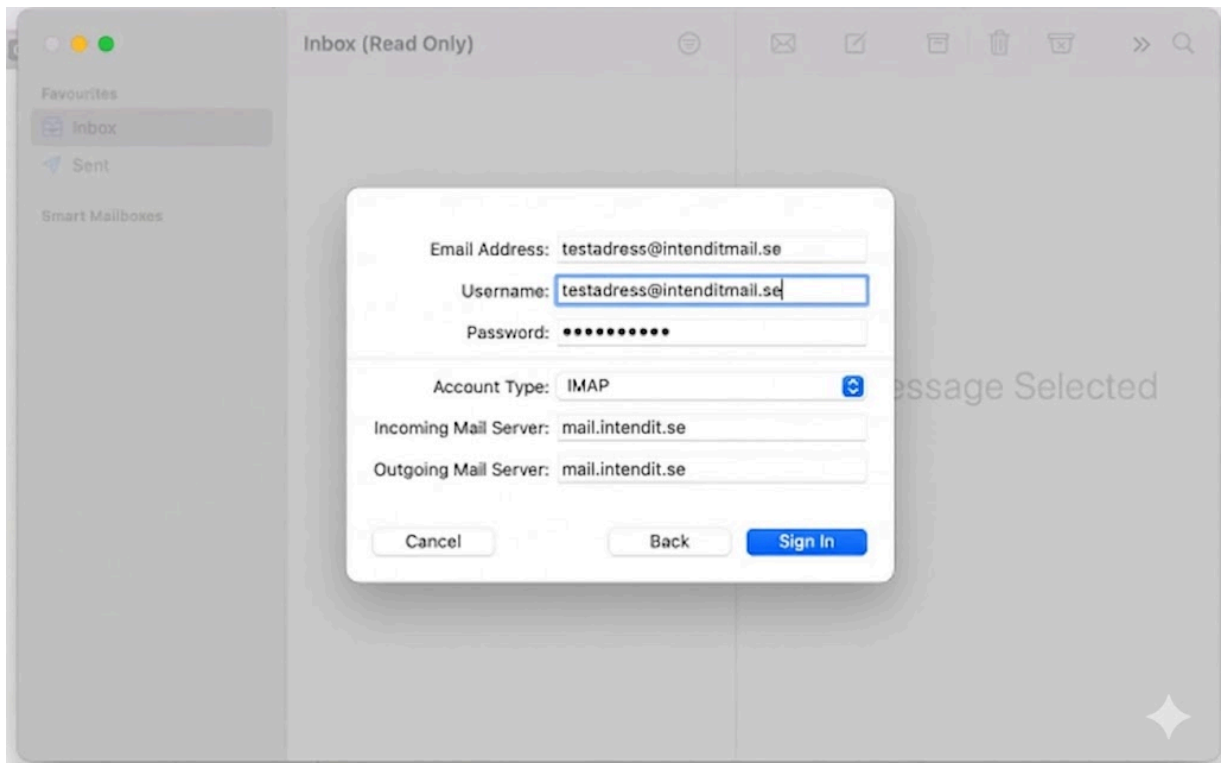 Inbox (Read Only)
Favourites
Inbox
Sent
Smart Mailboxes
essage Selected
Email Address: testadress@intenditmail.se
Username: testadress@intenditmail.se
Password: ••••••••••
Account Type: IMAP
Incoming Mail Server: mail.intendit.se
Outgoing Mail Server: mail.intendit.se
Cancel Back Sign In